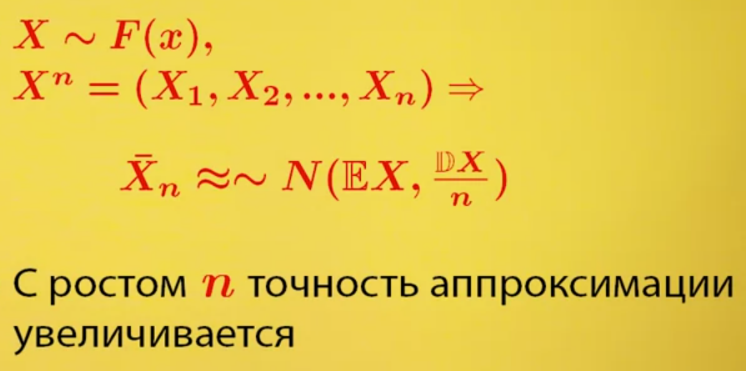 X ∼ F(x),
Xⁿ = (X₁, X₂, ..., Xₙ) ⇒
X̄ₙ ≈∼ N(𝔼X, 𝔻X/n)
С ростом n точность аппроксимации
увеличивается